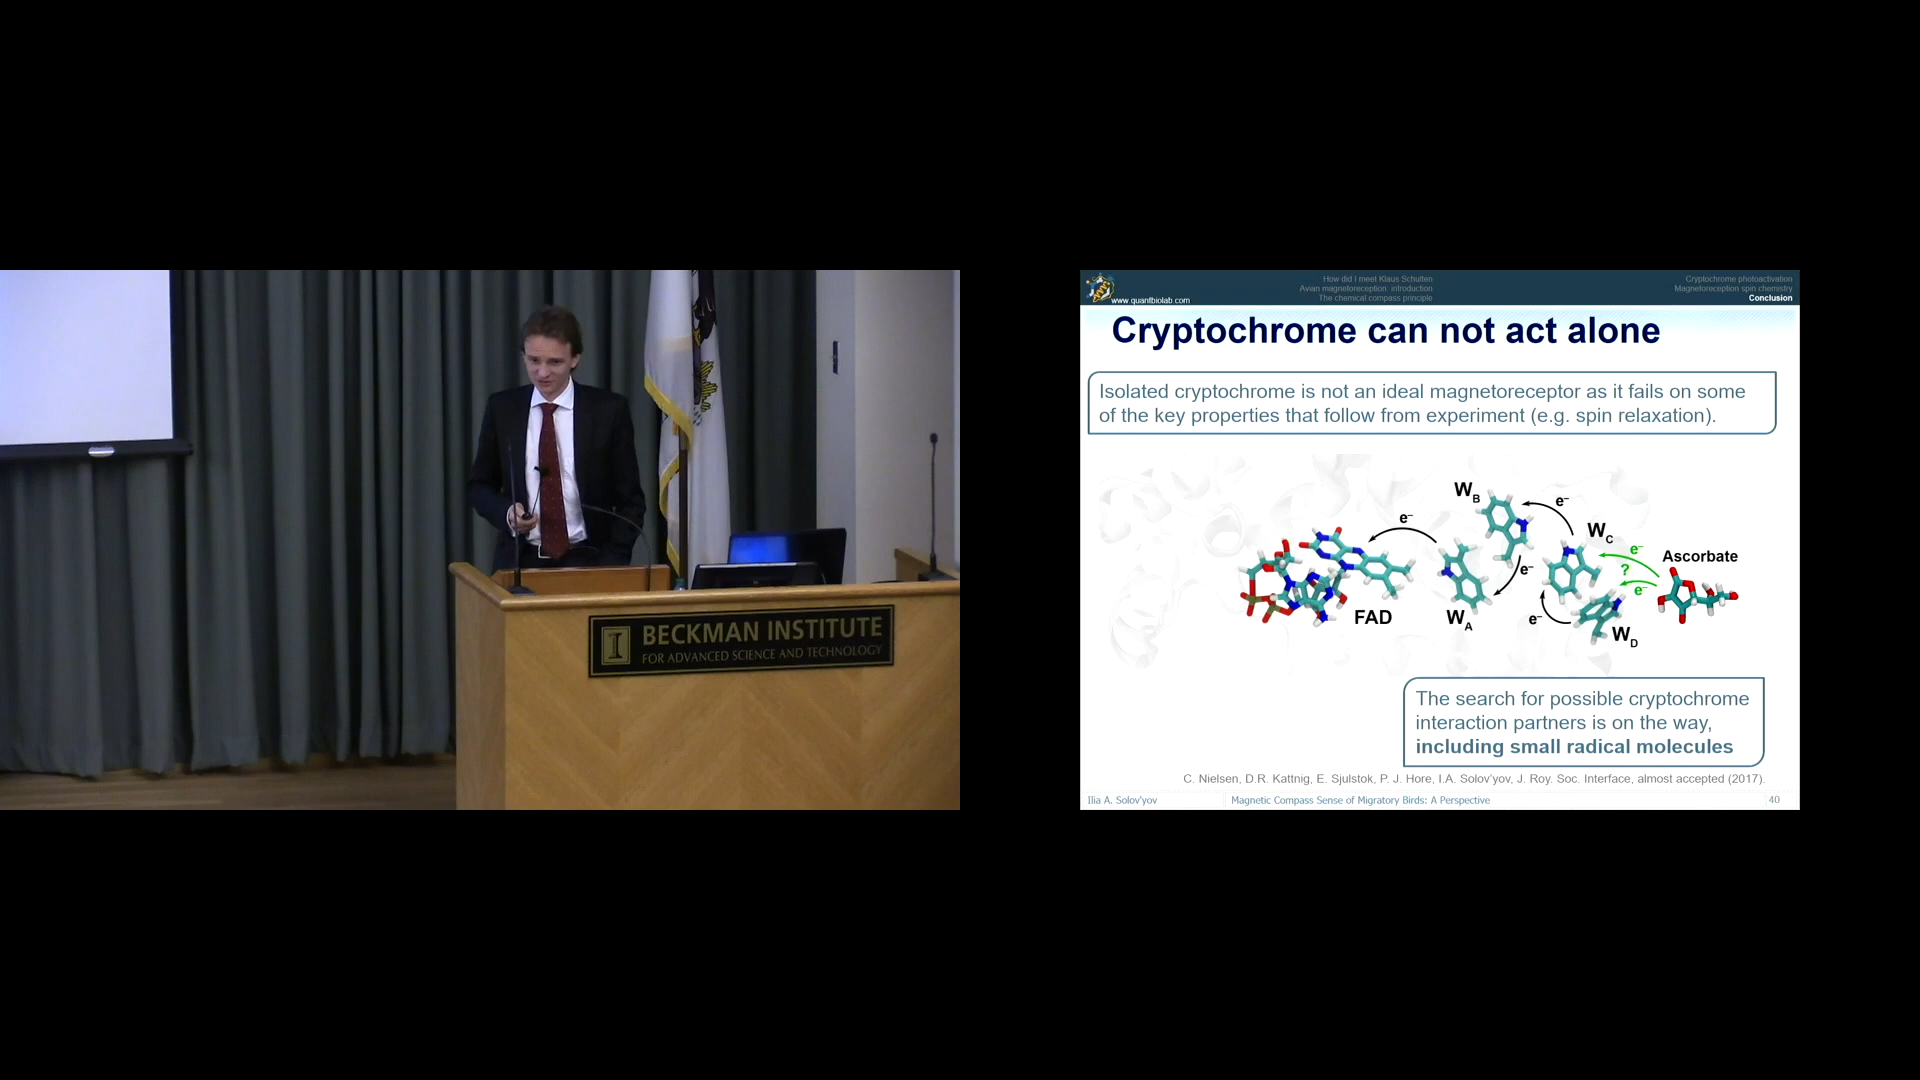 I
BECKMAN INSTITUTE
FOR ADVANCED SCIENCE AND TECHNOLOGY
www.quantbiolab.com
How did I meet Klaus Schulten
Avian magnetoreception: introduction
The chemical compass principle
Cryptochrome photoactivation
Magnetoreception spin chemistry
Conclusion
Cryptochrome can not act alone
Isolated cryptochrome is not an ideal magnetoreceptor as it fails on some
of the key properties that follow from experiment (e.g. spin relaxation).
W_B
e⁻
e⁻
W_C
e⁻
Ascorbate
?
e⁻
e⁻
FAD
W_A
e⁻
W_D
The search for possible cryptochrome
interaction partners is on the way,
including small radical molecules
C. Nielsen, D.R. Kattnig, E. Sjulstok, P. J. Hore, I.A. Solov'yov, J. Roy. Soc. Interface, almost accepted (2017).
Ilia A. Solov'yov
Magnetic Compass Sense of Migratory Birds: A Perspective
40